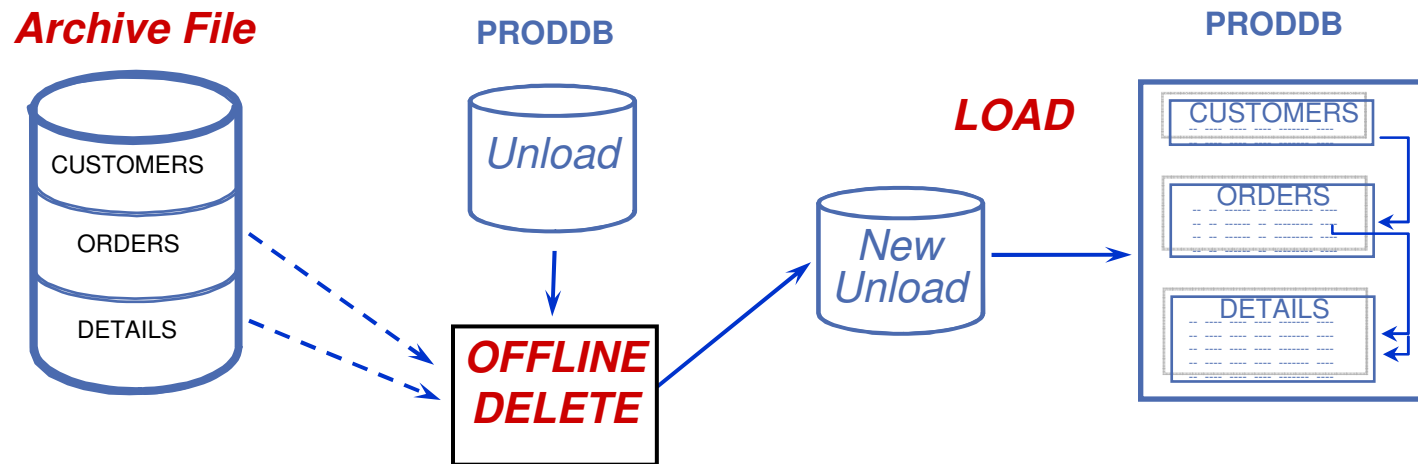 Archive File
CUSTOMERS
ORDERS
DETAILS
PRODDB
Unload
OFFLINE
DELETE
New
Unload
LOAD
PRODDB
CUSTOMERS
ORDERS
DETAILS